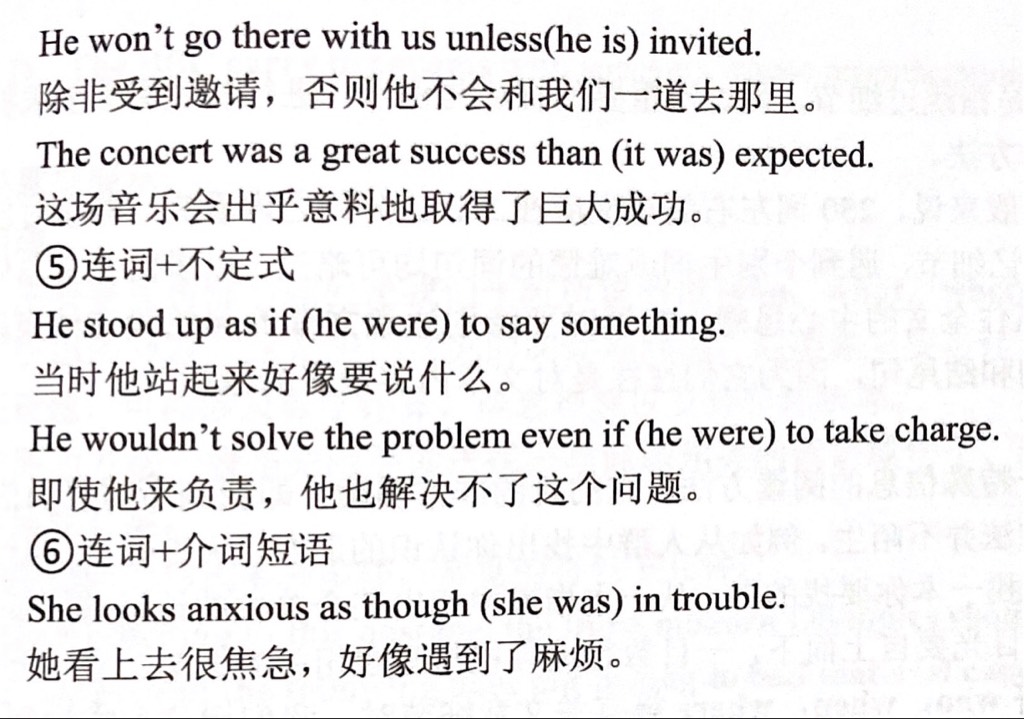 He won't go there with us unless(he is) invited.
除非受到邀请，否则他不会和我们一道去那里。
The concert was a great success than (it was) expected.
这场音乐会出乎意料地取得了巨大成功。
⑤连词+不定式
He stood up as if (he were) to say something.
当时他站起来好像要说什么。
He wouldn't solve the problem even if (he were) to take charge.
即使他来负责，他也解决不了这个问题。
⑥连词+介词短语
She looks anxious as though (she was) in trouble.
她看上去很焦急，好像遇到了麻烦。